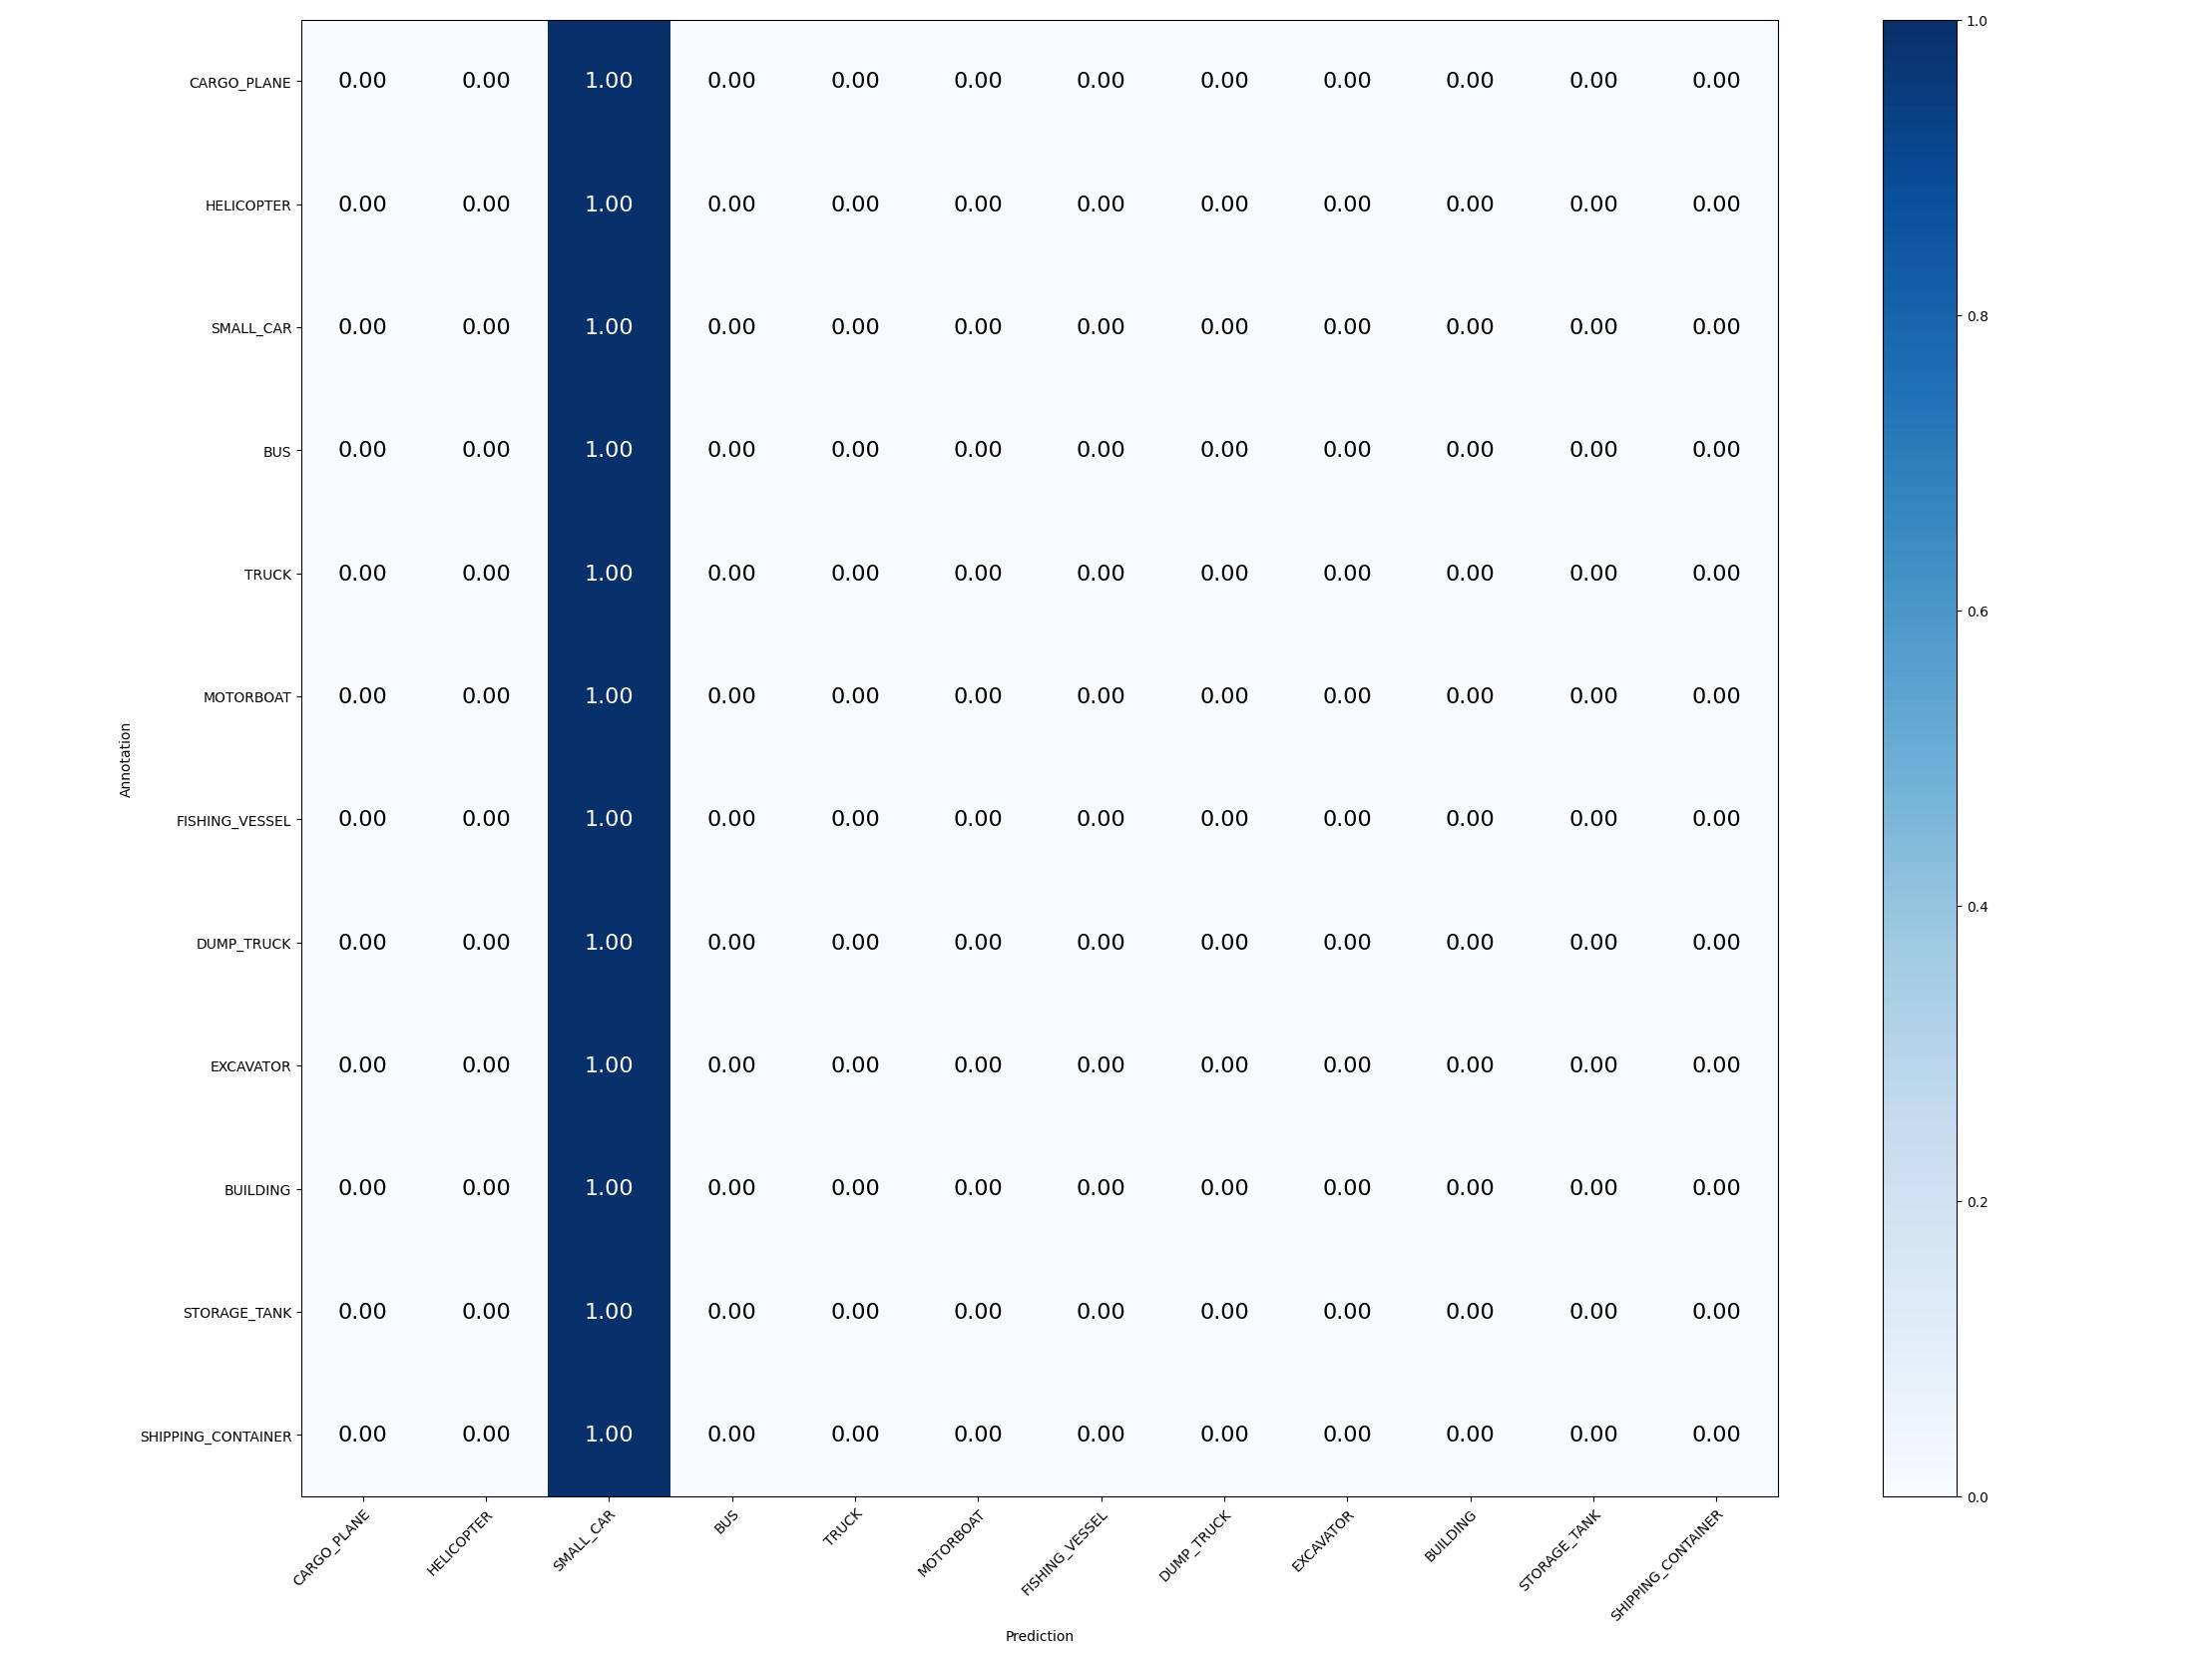 CARGO_PLANE 0.00 0.00 1.00 0.00 0.00 0.00 0.00 0.00 0.00 0.00 0.00 0.00
HELICOPTER 0.00 0.00 1.00 0.00 0.00 0.00 0.00 0.00 0.00 0.00 0.00 0.00
SMALL_CAR 0.00 0.00 1.00 0.00 0.00 0.00 0.00 0.00 0.00 0.00 0.00 0.00
BUS 0.00 0.00 1.00 0.00 0.00 0.00 0.00 0.00 0.00 0.00 0.00 0.00
TRUCK 0.00 0.00 1.00 0.00 0.00 0.00 0.00 0.00 0.00 0.00 0.00 0.00
MOTORBOAT 0.00 0.00 1.00 0.00 0.00 0.00 0.00 0.00 0.00 0.00 0.00 0.00
FISHING_VESSEL 0.00 0.00 1.00 0.00 0.00 0.00 0.00 0.00 0.00 0.00 0.00 0.00
DUMP_TRUCK 0.00 0.00 1.00 0.00 0.00 0.00 0.00 0.00 0.00 0.00 0.00 0.00
EXCAVATOR 0.00 0.00 1.00 0.00 0.00 0.00 0.00 0.00 0.00 0.00 0.00 0.00
BUILDING 0.00 0.00 1.00 0.00 0.00 0.00 0.00 0.00 0.00 0.00 0.00 0.00
STORAGE_TANK 0.00 0.00 1.00 0.00 0.00 0.00 0.00 0.00 0.00 0.00 0.00 0.00
SHIPPING_CONTAINER 0.00 0.00 1.00 0.00 0.00 0.00 0.00 0.00 0.00 0.00 0.00 0.00
CARGO_PLANE HELICOPTER SMALL_CAR BUS TRUCK MOTORBOAT FISHING_VESSEL DUMP_TRUCK EXCAVATOR BUILDING STORAGE_TANK SHIPPING_CONTAINER
Prediction
Annotation
1.0
0.8
0.6
0.4
0.2
0.0